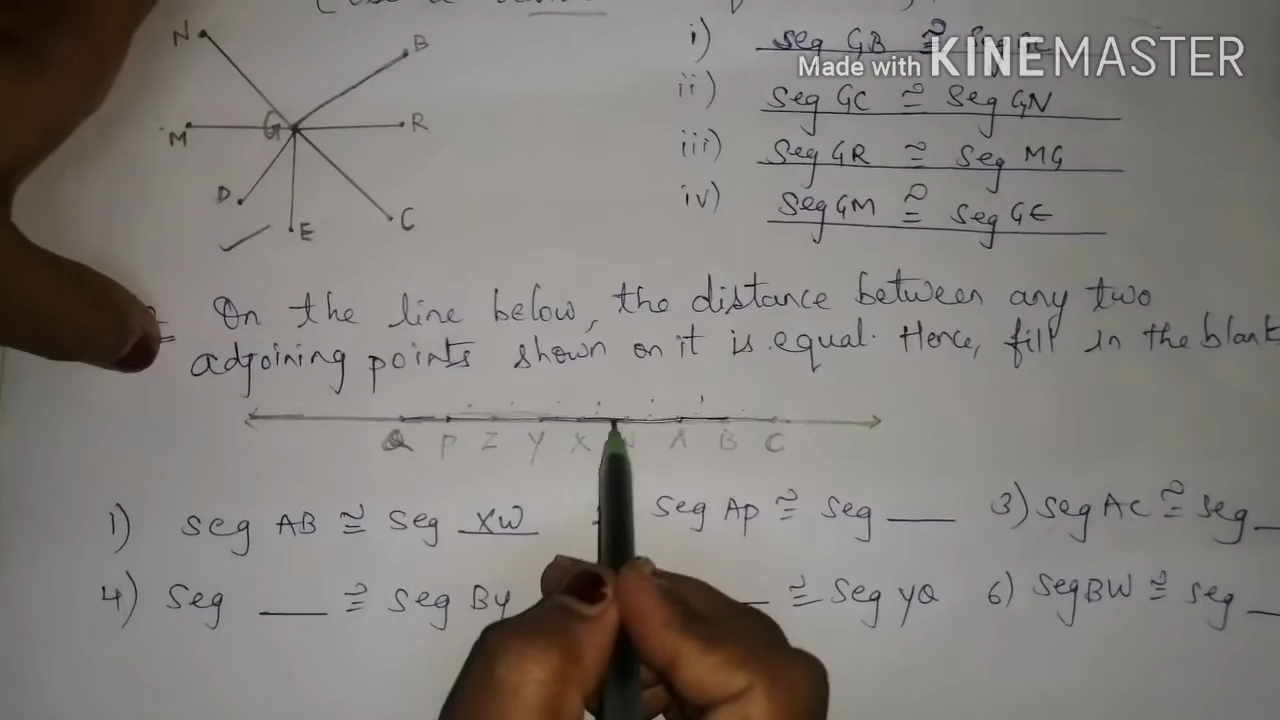 N
B
i) Seg GB ≅
Made with KINEMASTER
ii) Seg GC ≅ Seg GN
M G R
iii) Seg GR ≅ Seg MG
D
iv) Seg GM ≅ Seg GE
E C
On the line below, the distance between any two
adjoining points shown on it is equal. Hence, fill in the blank
Q P Z Y X A B C
1) Seg AB ≅ Seg XW Seg AP ≅ Seg ___ 3) Seg AC ≅ Seg _
4) Seg ___ ≅ Seg BY ≅ Seg YQ 6) Seg BW ≅ Seg _